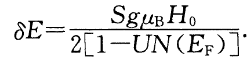 δE = Sgμ_B H_0 / 2[1−UN(E_F)].